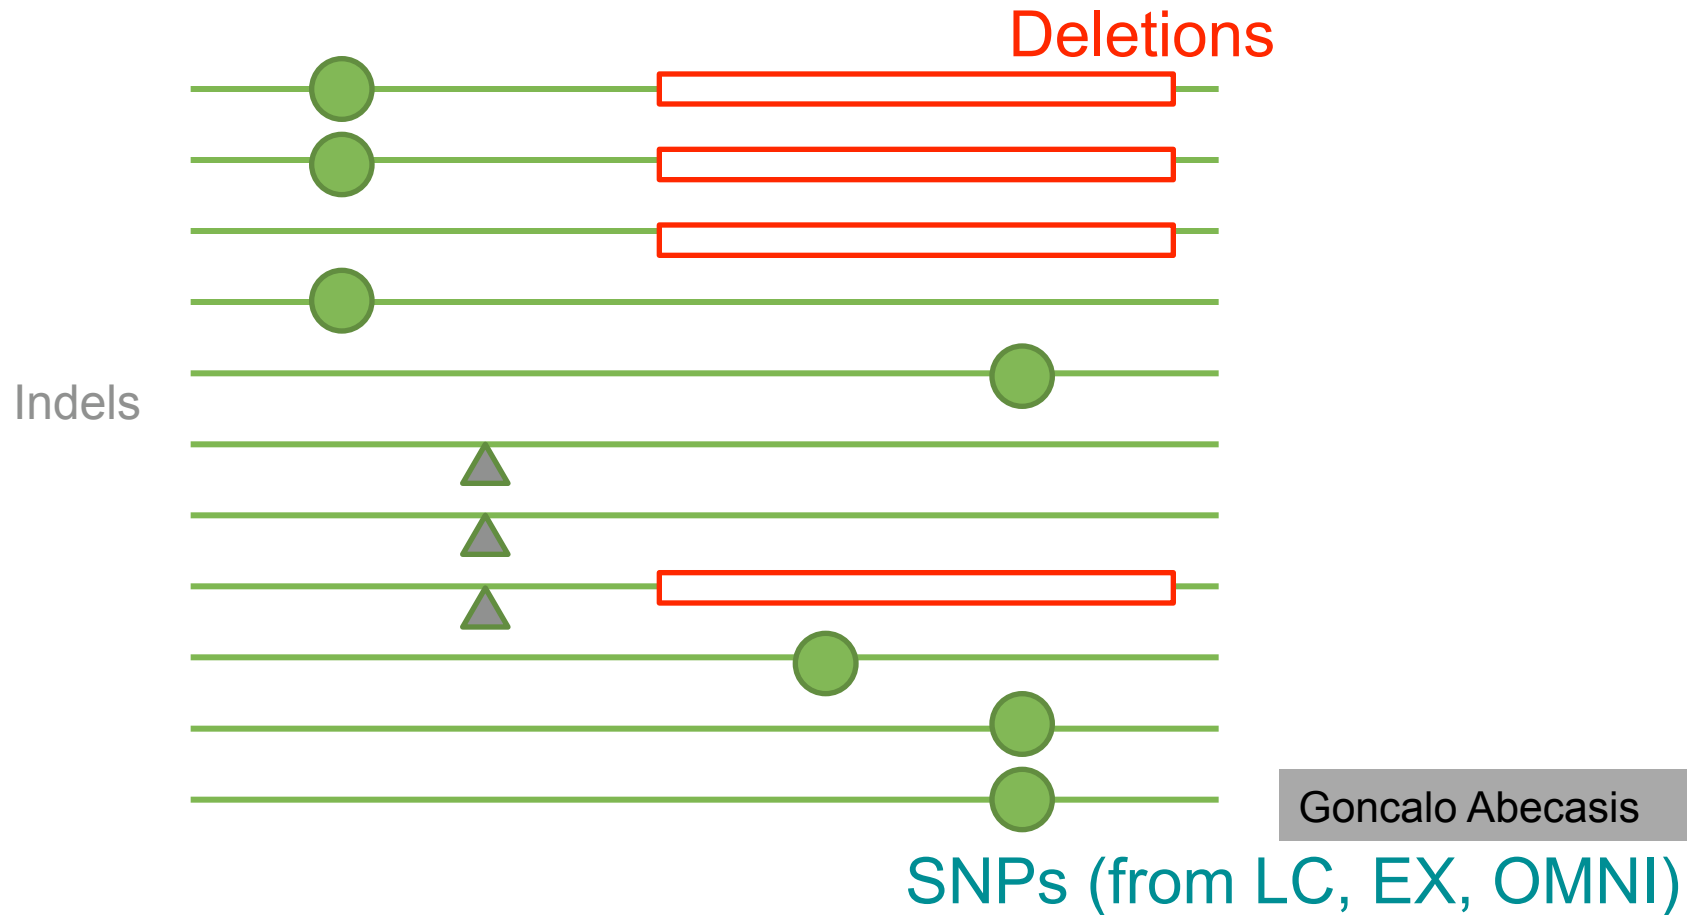 Deletions
Indels
Goncalo Abecasis
SNPs (from LC, EX, OMNI)